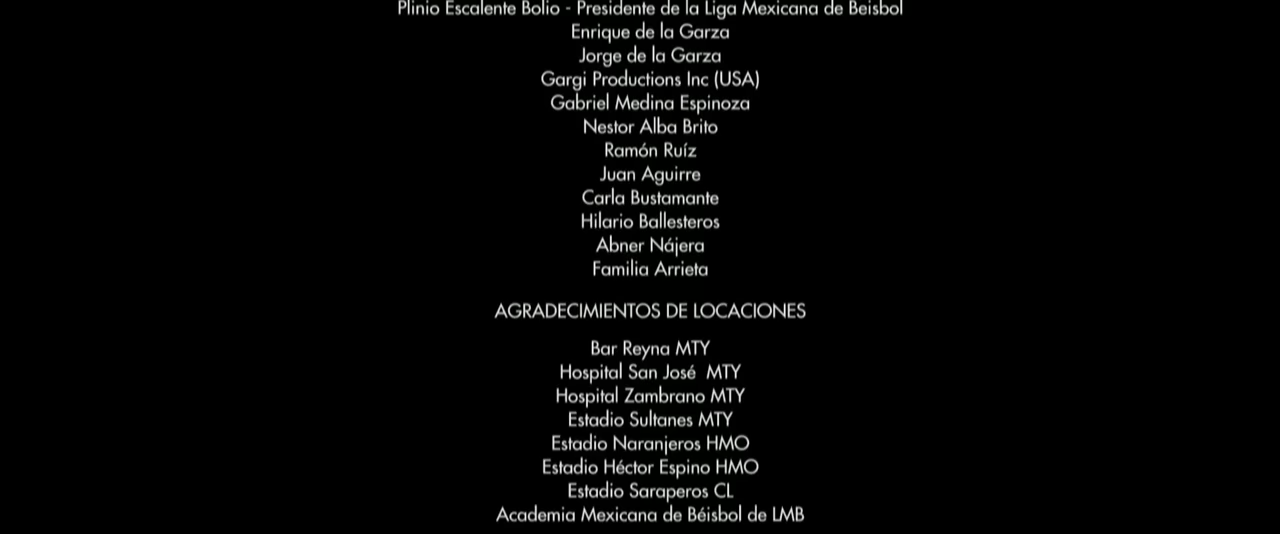 Plinio Escalente Bolio - Presidente de la Liga Mexicana de Beisbol
Enrique de la Garza
Jorge de la Garza
Gargi Productions Inc (USA)
Gabriel Medina Espinoza
Nestor Alba Brito
Ramón Ruíz
Juan Aguirre
Carla Bustamante
Hilario Ballesteros
Abner Nájera
Familia Arrieta
AGRADECIMIENTOS DE LOCACIONES
Bar Reyna MTY
Hospital San José MTY
Hospital Zambrano MTY
Estadio Sultanes MTY
Estadio Naranjeros HMO
Estadio Héctor Espino HMO
Estadio Saraperos CL
Academia Mexicana de Béisbol de LMB